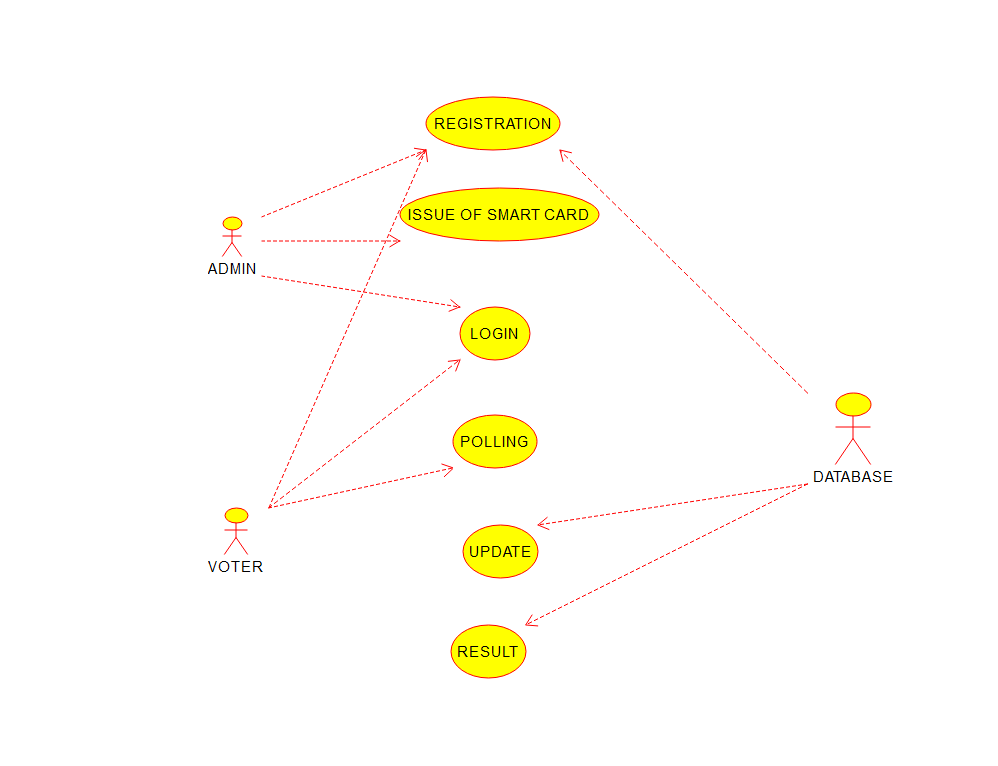 REGISTRATION
ISSUE OF SMART CARD
ADMIN
LOGIN
POLLING
DATABASE
UPDATE
VOTER
RESULT